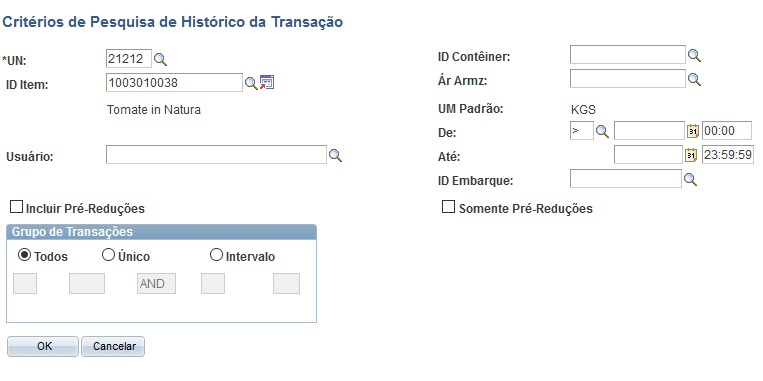 Critérios de Pesquisa de Histórico da Transação
*UN: 21212
ID Item: 1003010038
Tomate in Natura
Usuário:
ID Contêiner:
Ár Armz:
UM Padrão: KGS
De: > 31 00:00
Até: 31 23:59:59
ID Embarque:
Incluir Pré-Reduções
Somente Pré-Reduções
Grupo de Transações
Todos Único Intervalo
AND
OK Cancelar